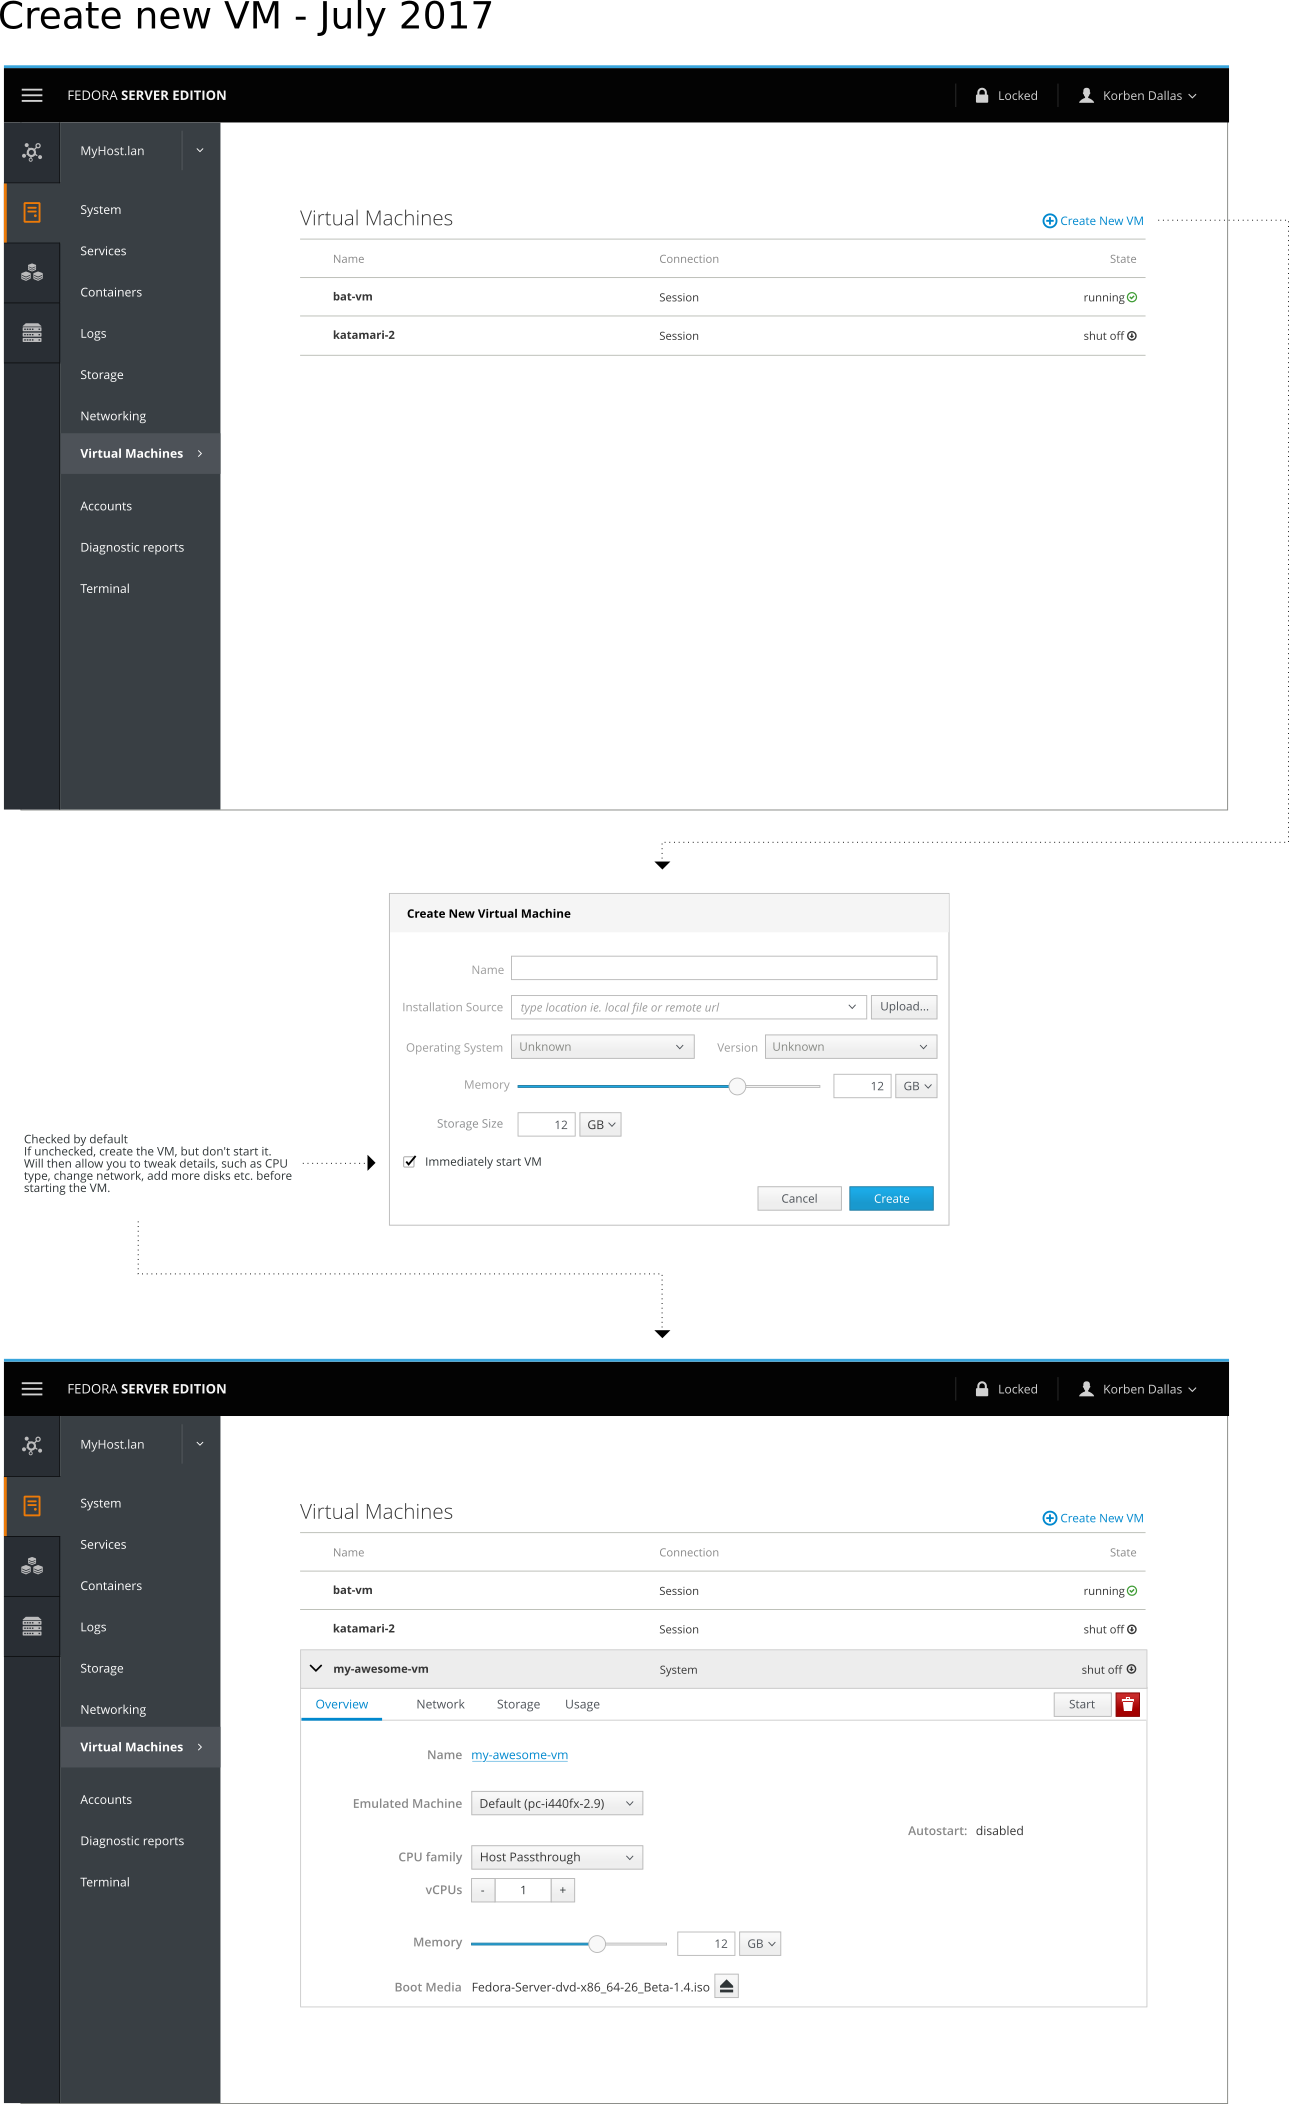 Create new VM - July 2017
FEDORA SERVER EDITION
Locked
Korben Dallas
MyHost.lan
System
Services
Containers
Logs
Storage
Networking
Virtual Machines
Accounts
Diagnostic reports
Terminal
Virtual Machines
Create New VM
Name Connection State
bat-vm Session running
katamari-2 Session shut off
Create New Virtual Machine
Name
Installation Source type location ie. local file or remote url Upload...
Operating System Unknown Version Unknown
Memory 12 GB
Storage Size 12 GB
Immediately start VM
Cancel Create
Checked by default
If unchecked, create the VM, but don't start it.
Will then allow you to tweak details, such as CPU
type, change network, add more disks etc. before
starting the VM.
FEDORA SERVER EDITION
Locked
Korben Dallas
MyHost.lan
System
Services
Containers
Logs
Storage
Networking
Virtual Machines
Accounts
Diagnostic reports
Terminal
Virtual Machines
Create New VM
Name Connection State
bat-vm Session running
katamari-2 Session shut off
my-awesome-vm System shut off
Overview Network Storage Usage Start
Name my-awesome-vm
Emulated Machine Default (pc-i440fx-2.9)
Autostart: disabled
CPU family Host Passthrough
vCPUs - 1 +
Memory 12 GB
Boot Media Fedora-Server-dvd-x86_64-26_Beta-1.4.iso